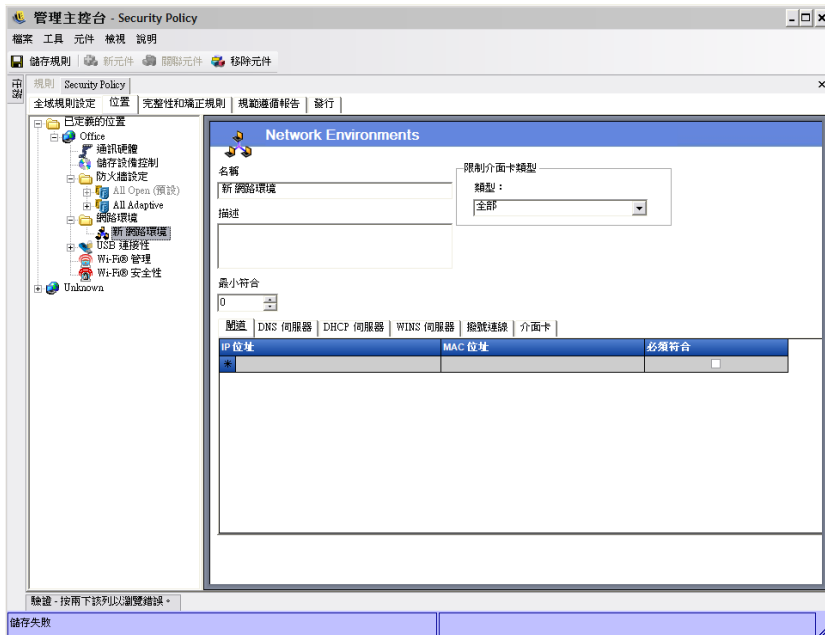 管理主控台 - Security Policy
檔案 工具 元件 檢視 說明
儲存規則 新元件 關聯元件 移除元件
規則 Security Policy
全域規則設定 位置 完整性和矯正規則 規範遵循報告 發行
已定義的位置
Office
通訊硬體
儲存設備控制
防火牆設定
All Open (預設)
All Adaptive
網路環境
新 網路環境
USB 連接性
Wi-Fi® 管理
Wi-Fi® 安全性
Unknown
Network Environments
名稱
新 網路環境
描述
限制介面卡類型
類型：
全部
最小符合
0
閘道 DNS 伺服器 DHCP 伺服器 WINS 伺服器 撥號連線 介面卡
IP 位址 MAC 位址 必須符合
驗證 - 按兩下該列以瀏覽錯誤。
儲存失敗